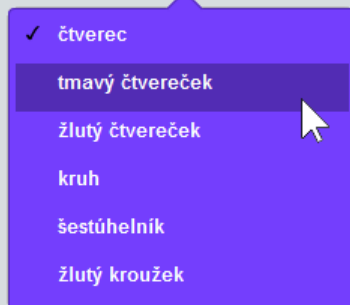 čtverec
tmavý čtvereček
žlutý čtvereček
kruh
šestúhelník
žlutý kroužek